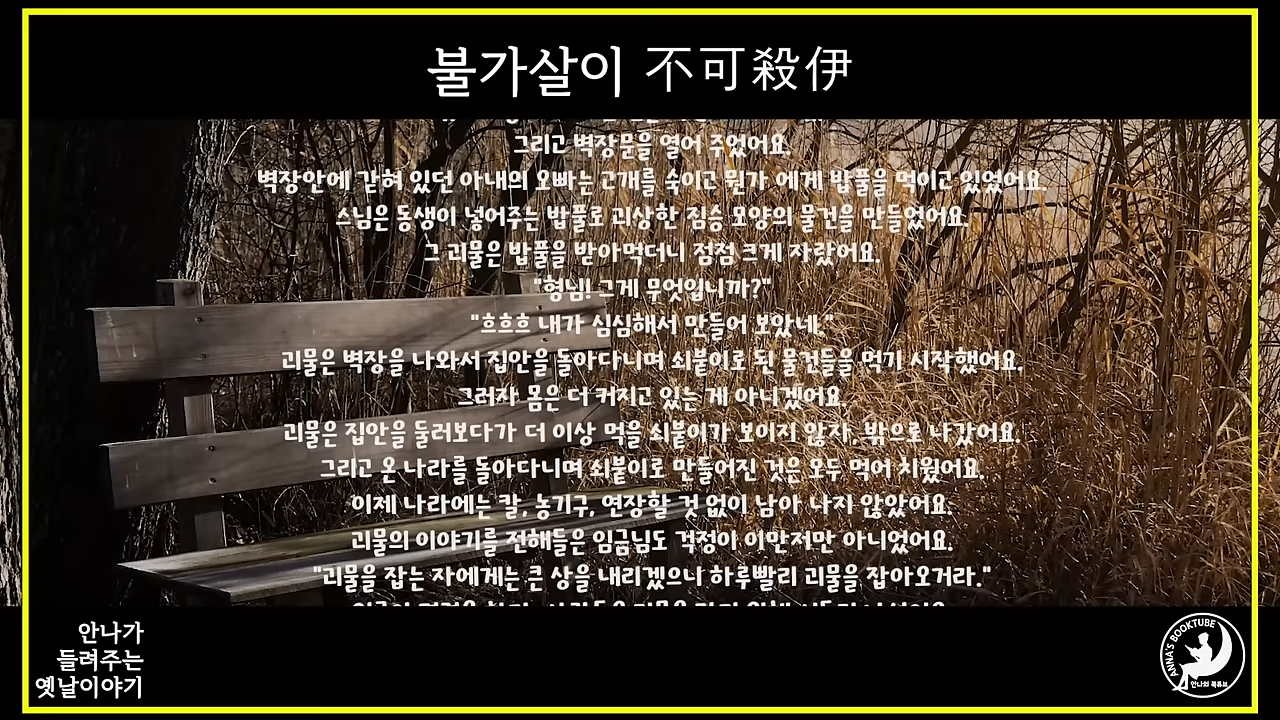 불가살이 不可殺伊
그리고 벽장문을 열어 주었어요.
벽장안에 갇혀 있던 아내의 오빠는 고개를 숙이고 뭔가 에게 밥풀을 먹이고 있었어요.
스님은 동생이 넣어주는 밥풀로 괴상한 짐승 모양의 물건을 만들었어요.
그 괴물은 밥풀을 받아먹더니 점점 크게 자랐어요.
"형님! 그게 무엇입니까?"
"흐흐흐 내가 심심해서 만들어 보았네."
괴물은 벽장을 나와서 집안을 돌아다니며 쇠붙이로 된 물건들을 먹기 시작했어요.
그러자 몸은 더 커지고 있는 게 아니겠어요.
괴물은 집안을 둘러보다가 더 이상 먹을 쇠붙이가 보이지 않자, 밖으로 나갔어요.
그리고 온 나라를 돌아다니며 쇠붙이로 만들어진 것은 모두 먹어 치웠어요.
이제 나라에는 칼, 농기구, 연장할 것 없이 남아 나지 않았어요.
괴물의 이야기를 전해들은 임금님도 걱정이 이만저만 아니었어요.
"괴물을 잡는 자에게는 큰 상을 내리겠으니 하루빨리 괴물을 잡아오거라."
안나가
들려주는
옛날이야기
ANNA'S BOOKTUBE
안나의 북튜브